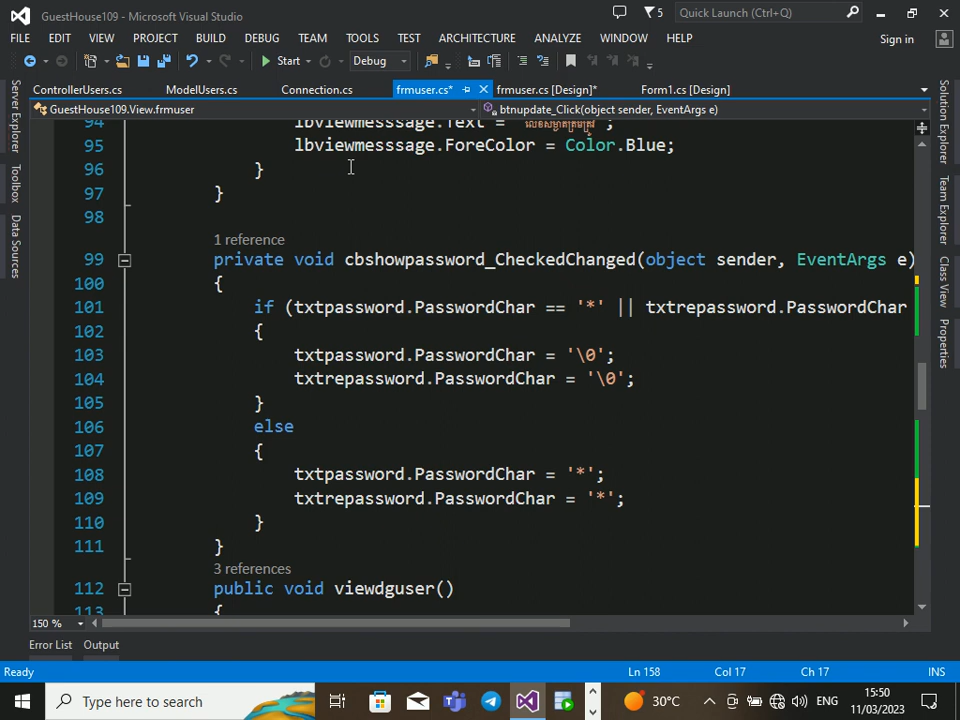 GuestHouse109 - Microsoft Visual Studio
5
Quick Launch (Ctrl+Q)
FILE EDIT VIEW PROJECT BUILD DEBUG TEAM TOOLS TEST ARCHITECTURE ANALYZE WINDOW HELP Sign in
Start Debug
ControllerUsers.cs ModelUsers.cs Connection.cs frmuser.cs* frmuser.cs [Design]* Form1.cs [Design]
GuestHouse109.View.frmuser btnupdate_Click(object sender, EventArgs e)
Server Explorer
Toolbox
Data Sources
94 lbviewmesssage.Text = " ";
95 lbviewmesssage.ForeColor = Color.Blue;
96 }
97 }
98
1 reference
99 private void cbshowpassword_CheckedChanged(object sender, EventArgs e)
100 {
101 if (txtpassword.PasswordChar == '*' || txtrepassword.PasswordChar
102 {
103 txtpassword.PasswordChar = '\0';
104 txtrepassword.PasswordChar = '\0';
105 }
106 else
107 {
108 txtpassword.PasswordChar = '*';
109 txtrepassword.PasswordChar = '*';
110 }
111 }
3 references
112 public void viewdguser()
113 {
Solution Explorer
Team Explorer
Class View
Properties
150 %
Error List Output
Ready Ln 158 Col 17 Ch 17 INS
Type here to search
30°C
ENG
15:50
11/03/2023